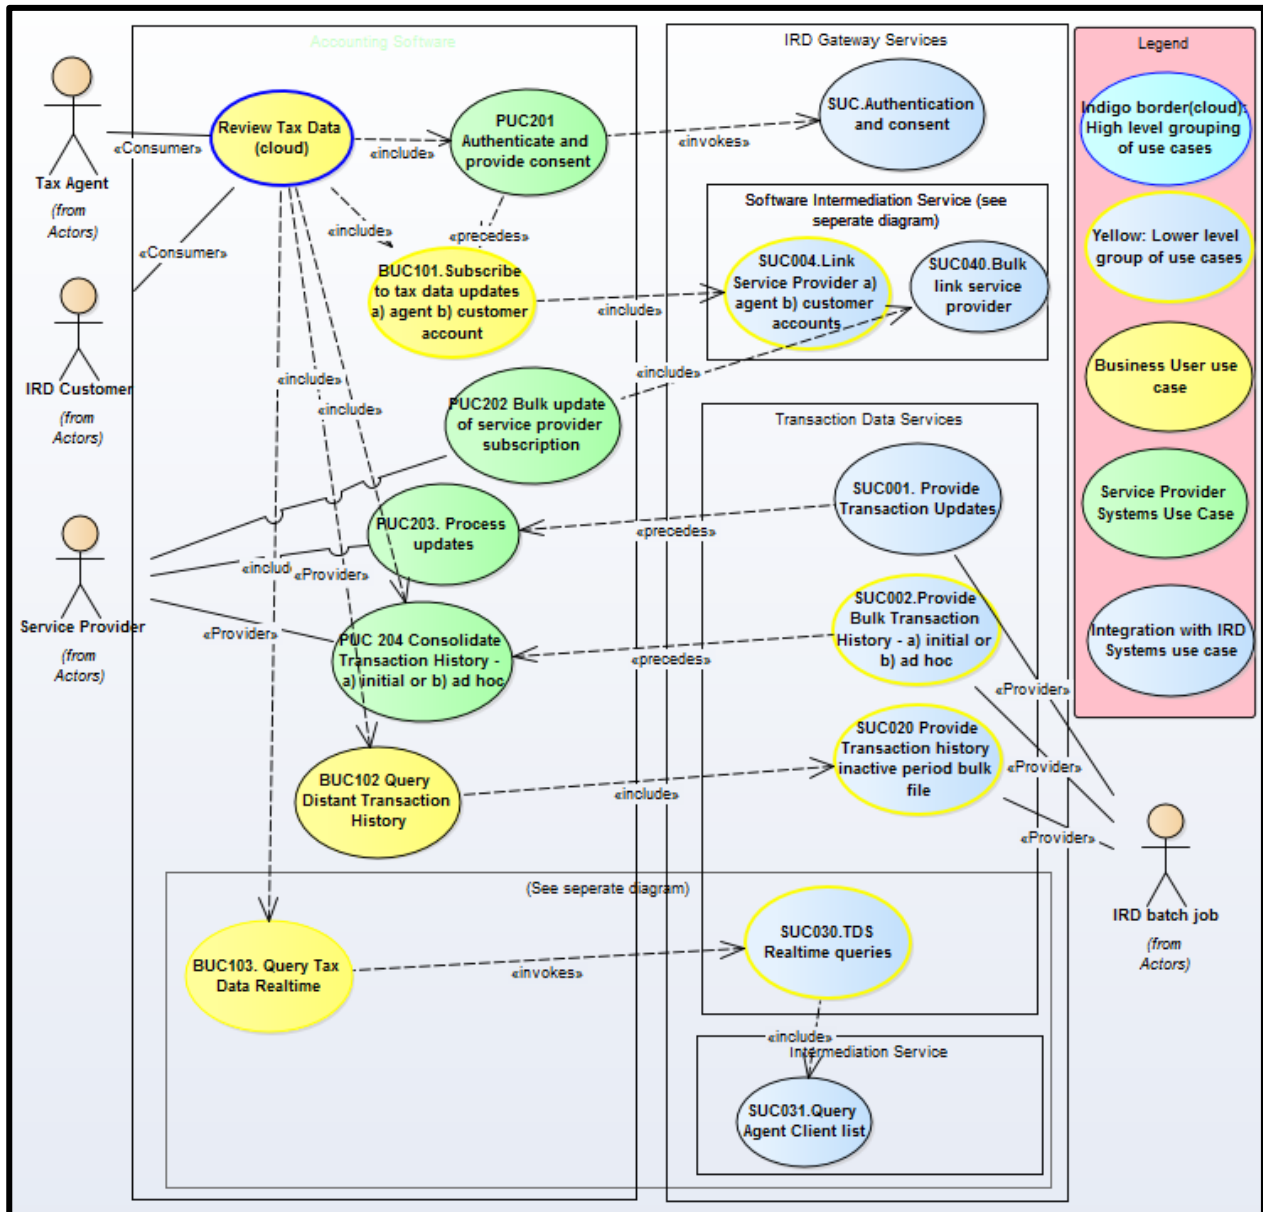 Accounting Software
IRD Gateway Services
Legend
Tax Agent
(from
Actors)
«Consumer»
Review Tax Data
(cloud)
«include»
PUC201
Authenticate and
provide consent
«invokes»
SUC.Authentication
and consent
Indigo border(cloud):
High level grouping
of use cases
«Consumer»
«include»
«precedes»
Software Intermediation Service (see
seperate diagram)
Yellow: Lower level
group of use cases
IRD Customer
(from
Actors)
BUC101.Subscribe
to tax data updates
a) agent b) customer
account
«include»
SUC004.Link
Service Provider a)
agent b) customer
accounts
SUC040.Bulk
link service
provider
Business User use
case
«include»
«include»
«include»
PUC202 Bulk update
of service provider
subscription
Transaction Data Services
Service Provider
Systems Use Case
PUC203. Process
updates
«precedes»
SUC001. Provide
Transaction Updates
Service Provider
(from
Actors)
«includ
«Provider»
«Provider»
PUC 204 Consolidate
Transaction History -
a) initial or b) ad hoc
«precedes»
SUC002.Provide
Bulk Transaction
History - a) initial or
b) ad hoc
Integration with IRD
Systems use case
«Provider»
BUC102 Query
Distant Transaction
History
«include»
SUC020 Provide
Transaction history
inactive period bulk
file
«Provider»
«Provider»
IRD batch job
(from
Actors)
(See seperate diagram)
BUC103. Query Tax
Data Realtime
«invokes»
SUC030.TDS
Realtime queries
«include»
Intermediation Service
SUC031.Query
Agent Client list